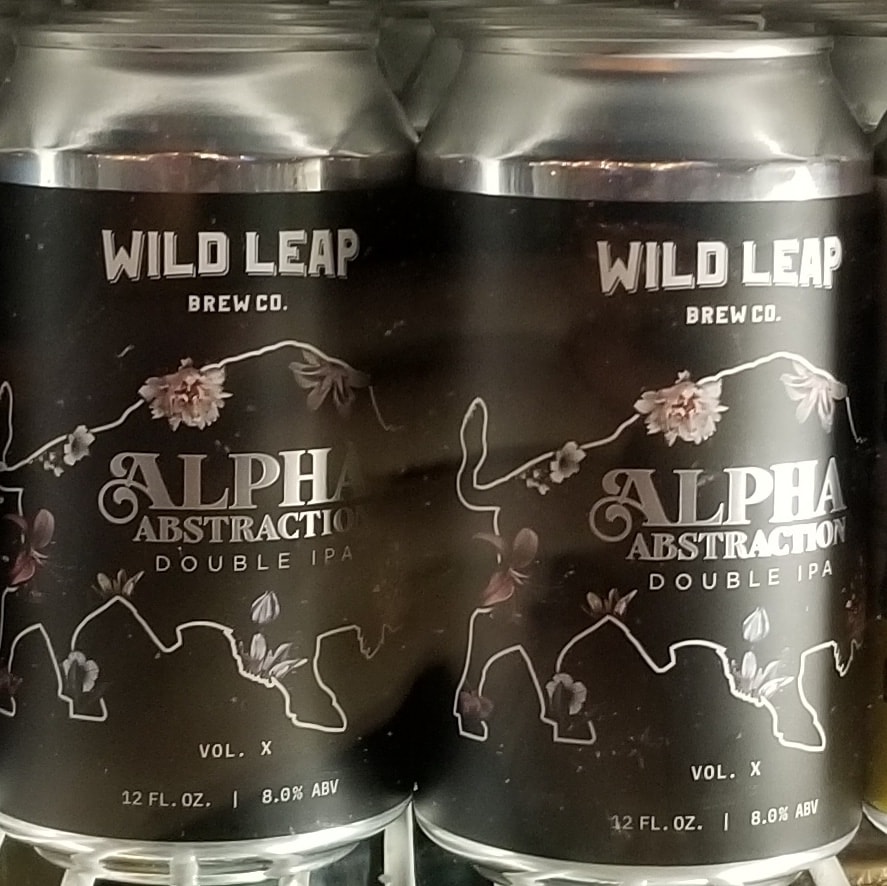 WILD LEAP
BREW CO.
ALPHA
ABSTRACTION
DOUBLE IPA
VOL. X
12 FL. OZ. | 8.0% ABV
WILD LEAP
BREW CO.
ALPHA
ABSTRACTION
DOUBLE IPA
VOL. X
12 FL. OZ. | 8.0% ABV